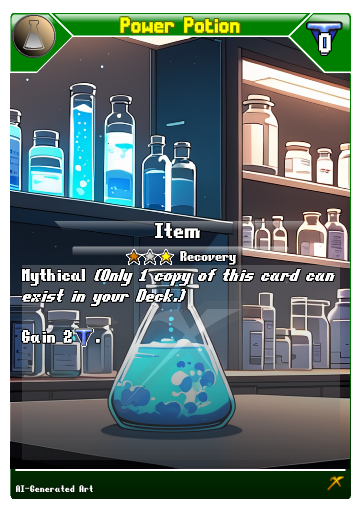 Power Potion
0
Item
Recovery
Mythical (Only 1 copy of this card can
exist in your Deck.)
Gain 2 .
AI-Generated Art